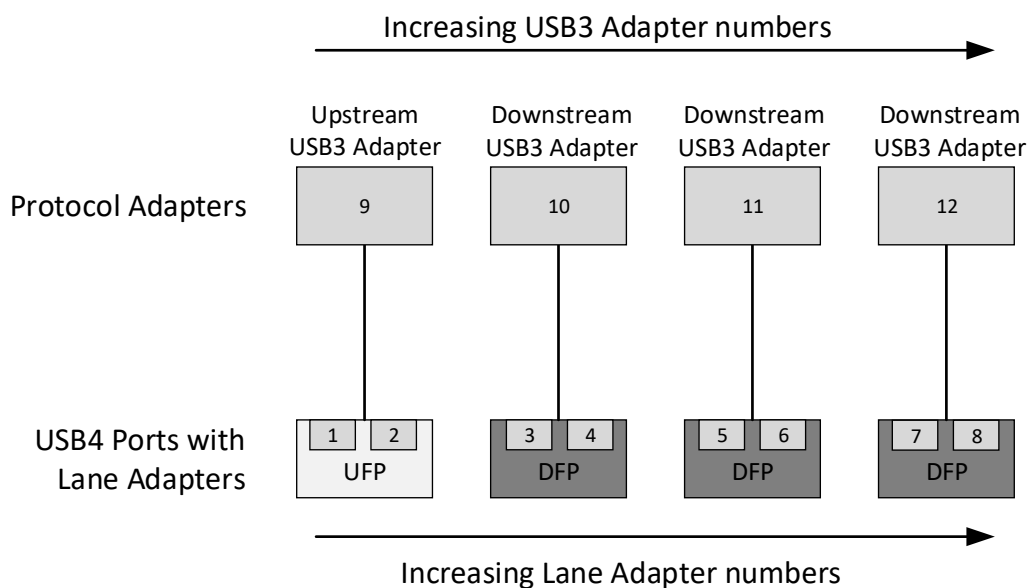 Increasing USB3 Adapter numbers
Upstream
USB3 Adapter
Downstream
USB3 Adapter
Downstream
USB3 Adapter
Downstream
USB3 Adapter
Protocol Adapters
9
10
11
12
USB4 Ports with
Lane Adapters
1
2
UFP
3
4
DFP
5
6
DFP
7
8
DFP
Increasing Lane Adapter numbers